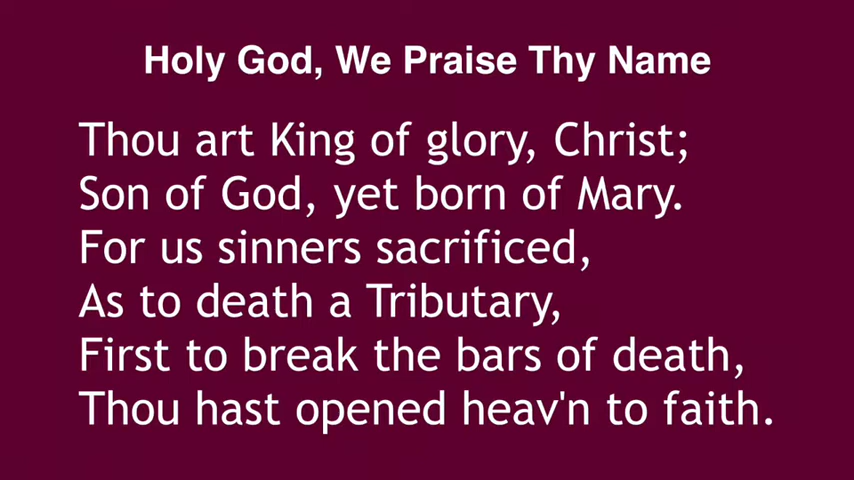 Holy God, We Praise Thy Name
Thou art King of glory, Christ;
Son of God, yet born of Mary.
For us sinners sacrificed,
As to death a Tributary,
First to break the bars of death,
Thou hast opened heav'n to faith.